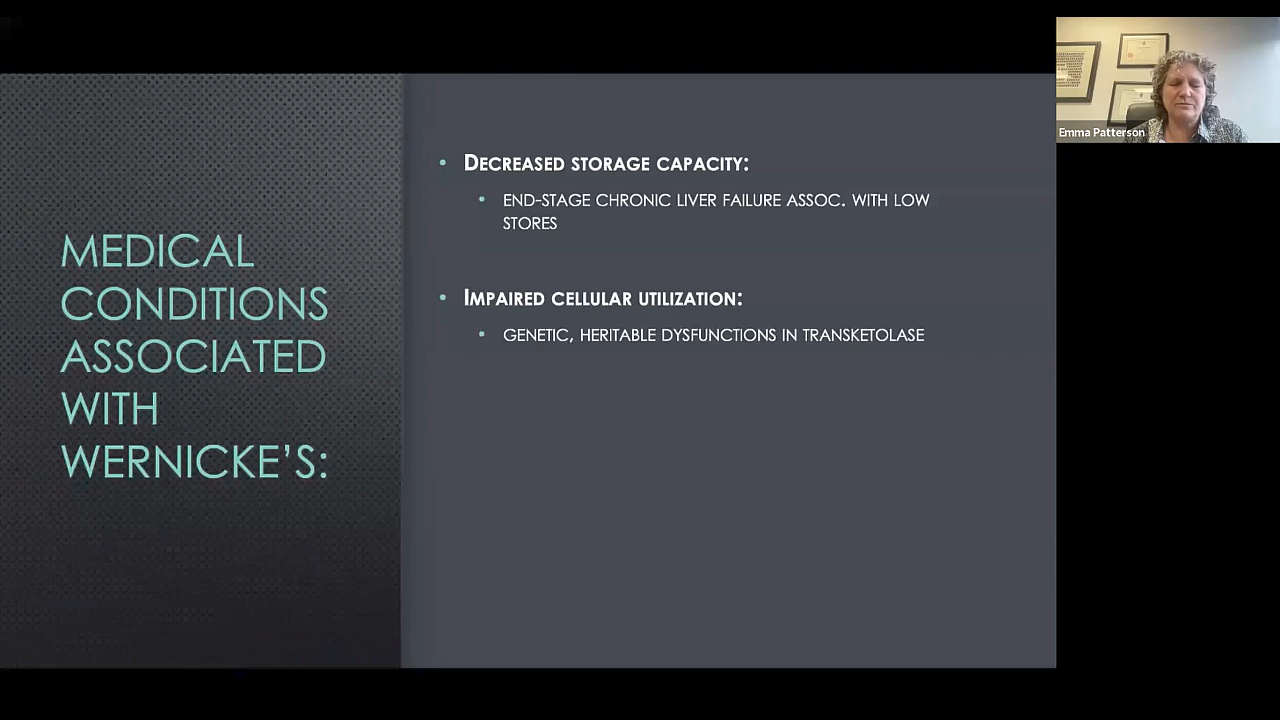 MEDICAL
CONDITIONS
ASSOCIATED
WITH
WERNICKE'S:
• DECREASED STORAGE CAPACITY:
• END-STAGE CHRONIC LIVER FAILURE ASSOC. WITH LOW
STORES
• IMPAIRED CELLULAR UTILIZATION:
• GENETIC, HERITABLE DYSFUNCTIONS IN TRANSKETOLASE
Emma Patterson